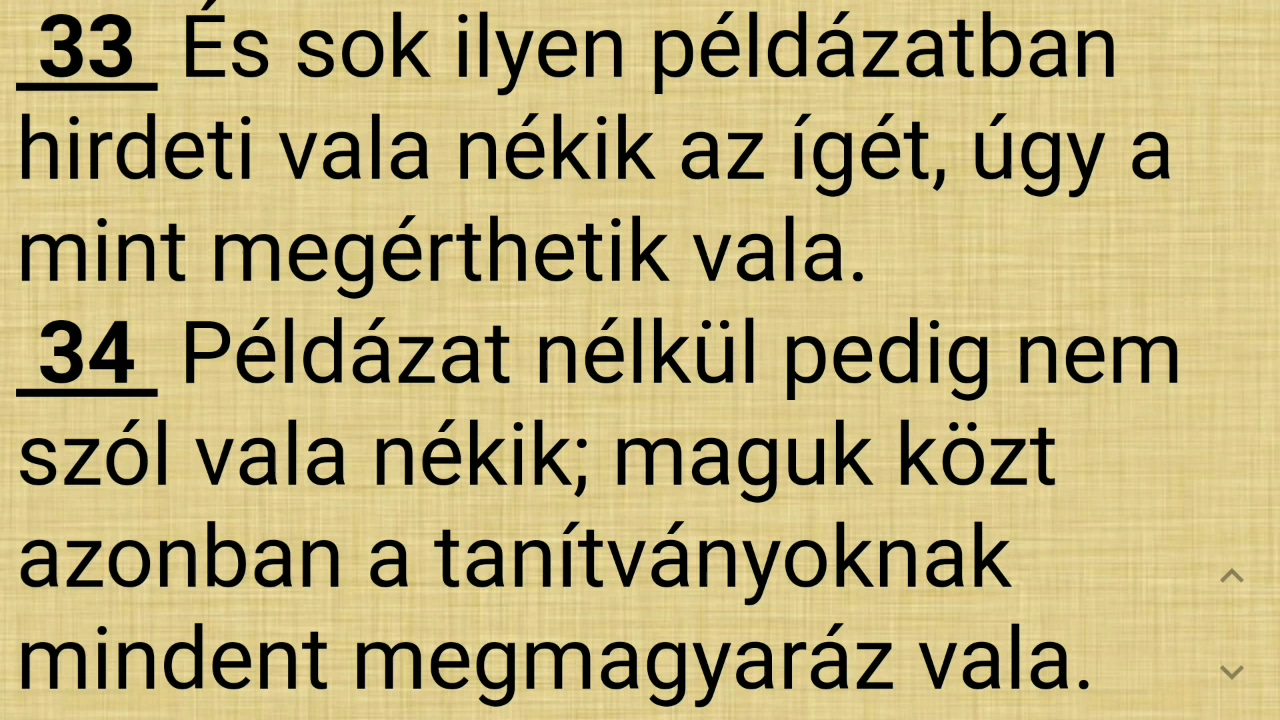 33 És sok ilyen példázatban
hirdeti vala nékik az ígét, úgy a
mint megérthetik vala.
34 Példázat nélkül pedig nem
szól vala nékik; maguk közt
azonban a tanítványoknak
mindent megmagyaráz vala.